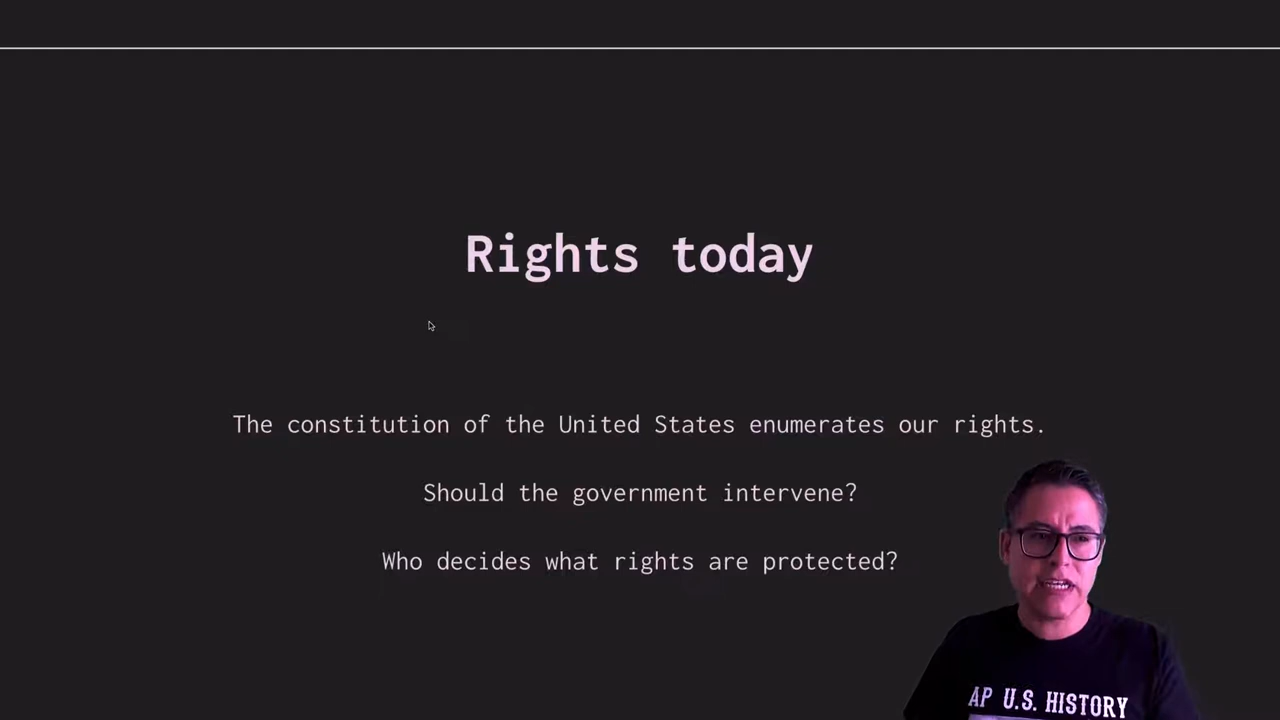 Rights today
The constitution of the United States enumerates our rights.
Should the government intervene?
Who decides what rights are protected?
AP U.S. HISTORY